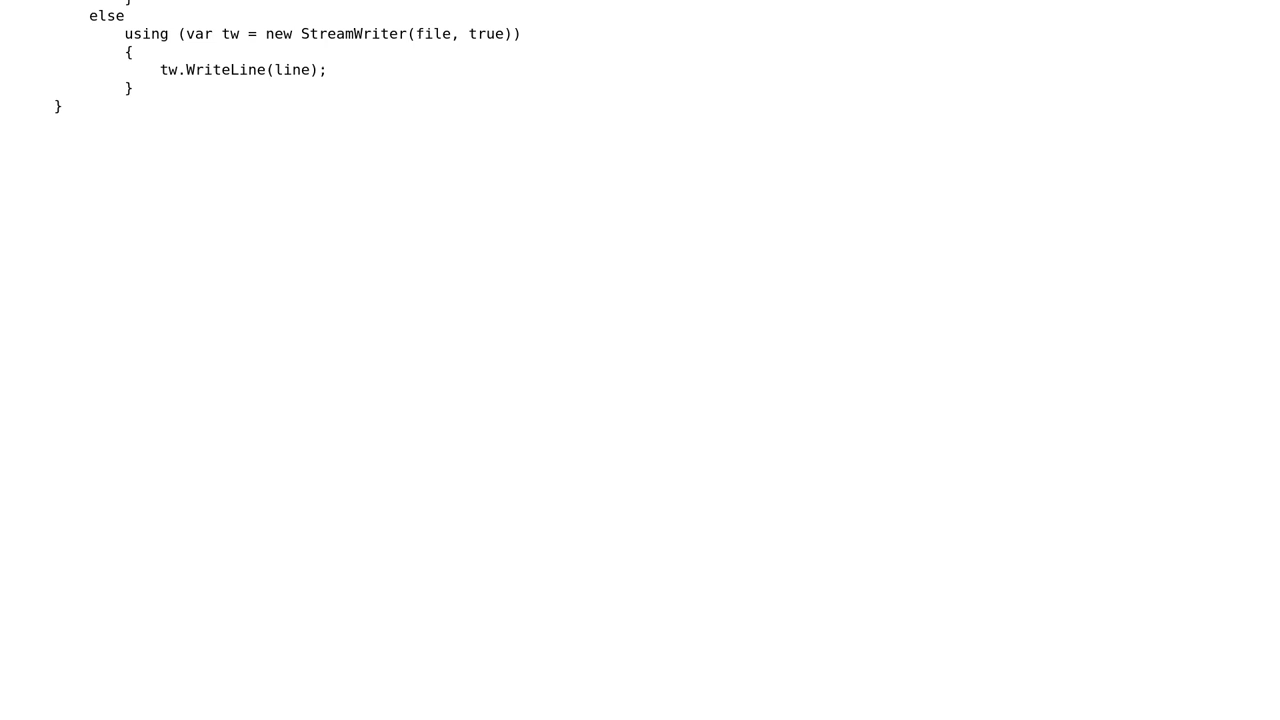 }
else
using (var tw = new StreamWriter(file, true))
{
tw.WriteLine(line);
}
}